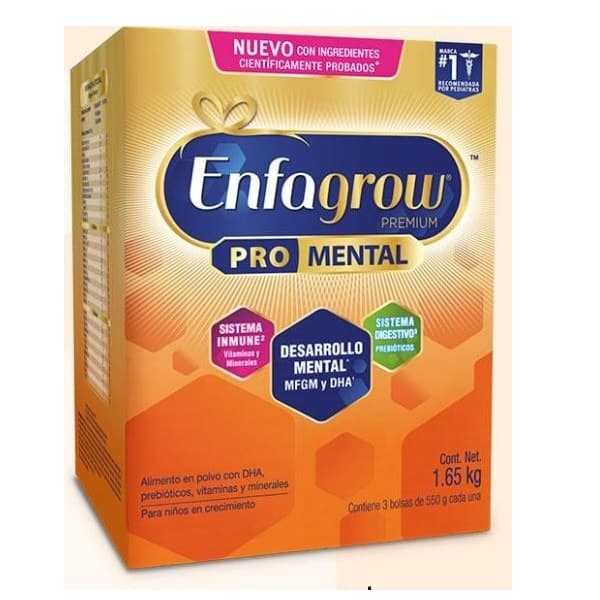 NUEVO CON INGREDIENTES
CIENTÍFICAMENTE PROBADOS*
MARCA
#1
RECOMENDADA
POR PEDIATRAS
Enfagrow®
™
PREMIUM
PRO MENTAL
SISTEMA
INMUNE²
Vitaminas y
Minerales
DESARROLLO
MENTAL*
MFGM y DHA¹
SISTEMA
DIGESTIVO³
PREBIÓTICOS
Alimento en polvo con DHA,
prebióticos, vitaminas y minerales
Para niños en crecimiento
Cont. Net.
1.65 kg
Contiene 3 bolsas de 550 g cada una